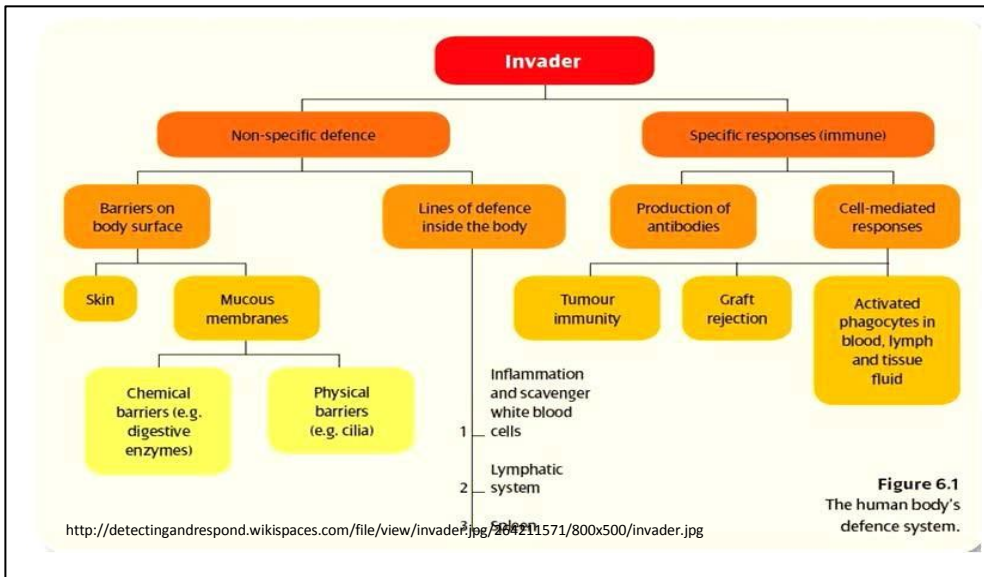 Invader
Non-specific defence
Specific responses (immune)
Barriers on
body surface
Lines of defence
inside the body
Production of
antibodies
Cell-mediated
responses
Skin
Mucous
membranes
Tumour
immunity
Graft
rejection
Activated
phagocytes in
blood, lymph
and tissue
fluid
Chemical
barriers (e.g.
digestive
enzymes)
Physical
barriers
(e.g. cilia)
Inflammation
and scavenger
white blood
1 cells
Lymphatic
2 system
3 Spleen
Figure 6.1
The human body's
defence system.
http://detectingandrespond.wikispaces.com/file/view/invader.jpg/264211571/800x500/invader.jpg